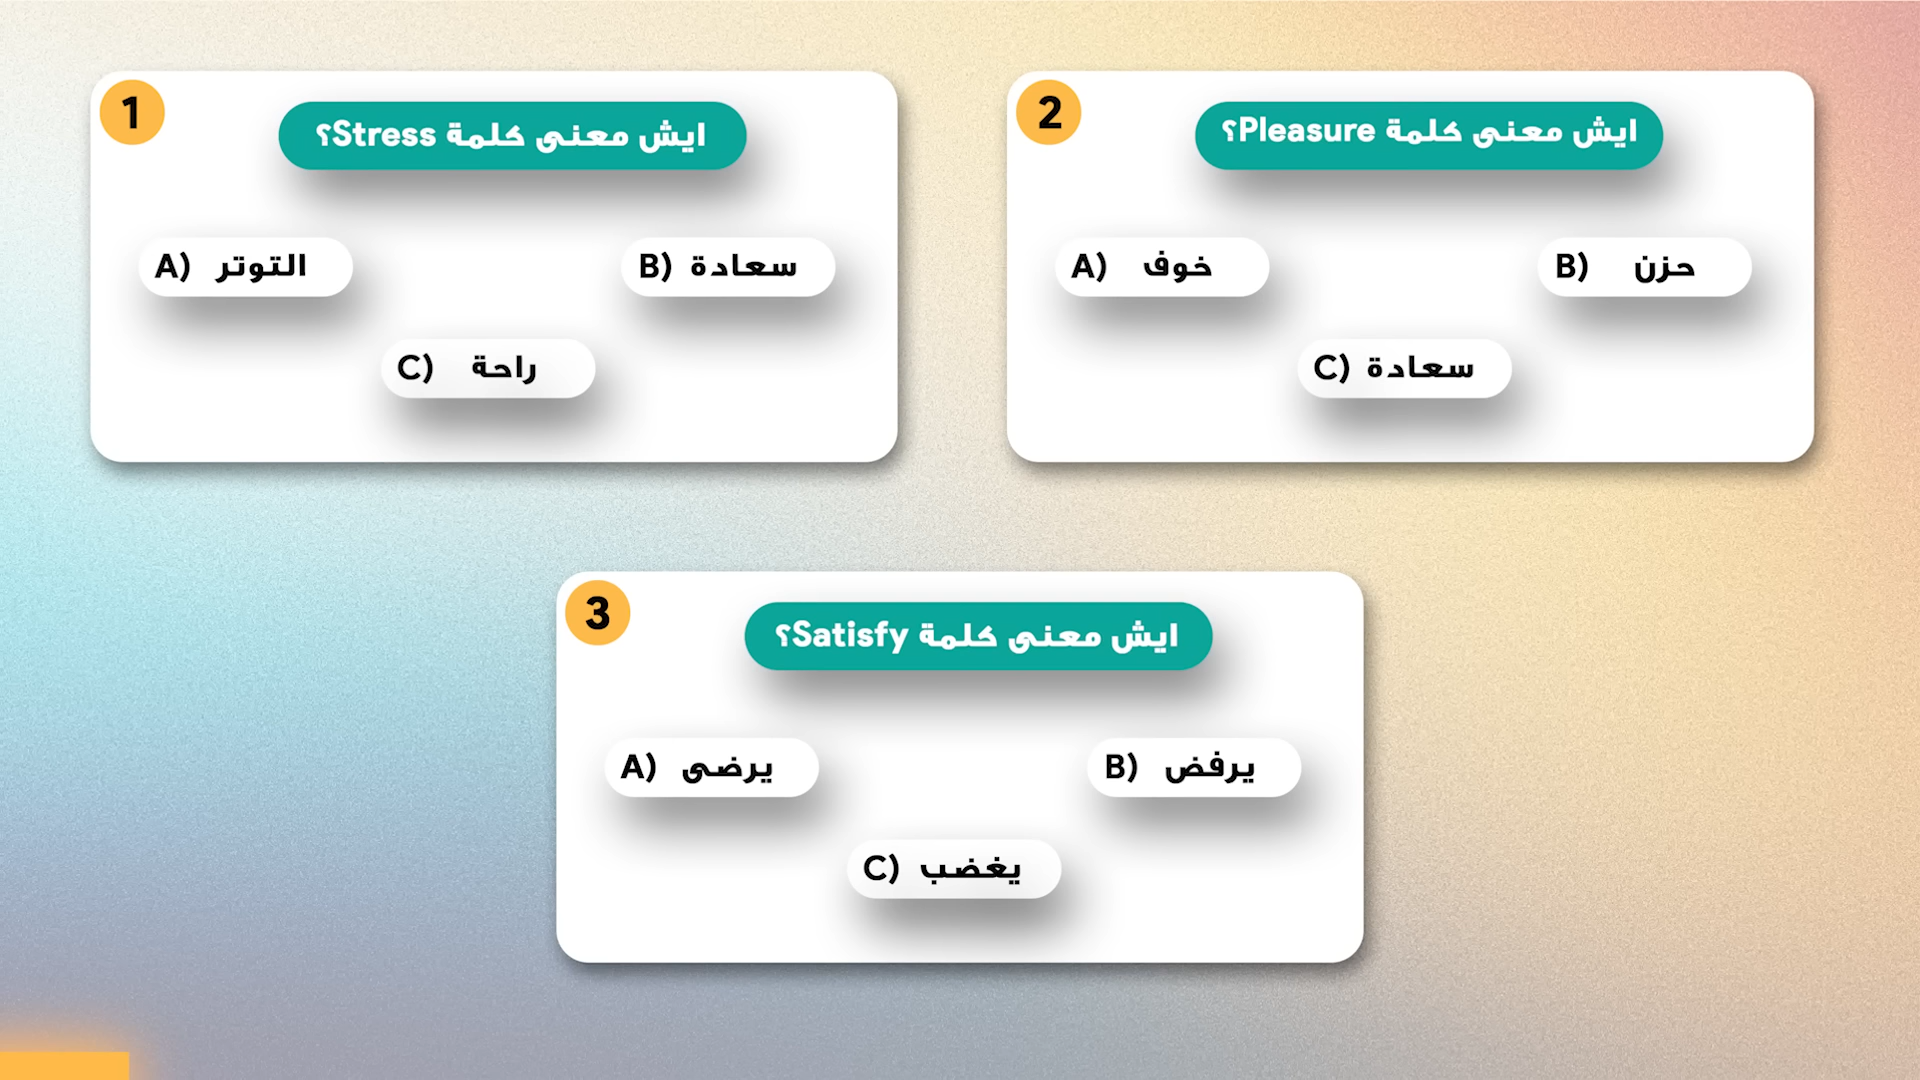 1
ايش معنى كلمة Stress؟
A) التوتر
B) سعادة
C) راحة
2
ايش معنى كلمة Pleasure؟
A) خوف
B) حزن
C) سعادة
3
ايش معنى كلمة Satisfy؟
A) يرضى
B) يرفض
C) يغضب